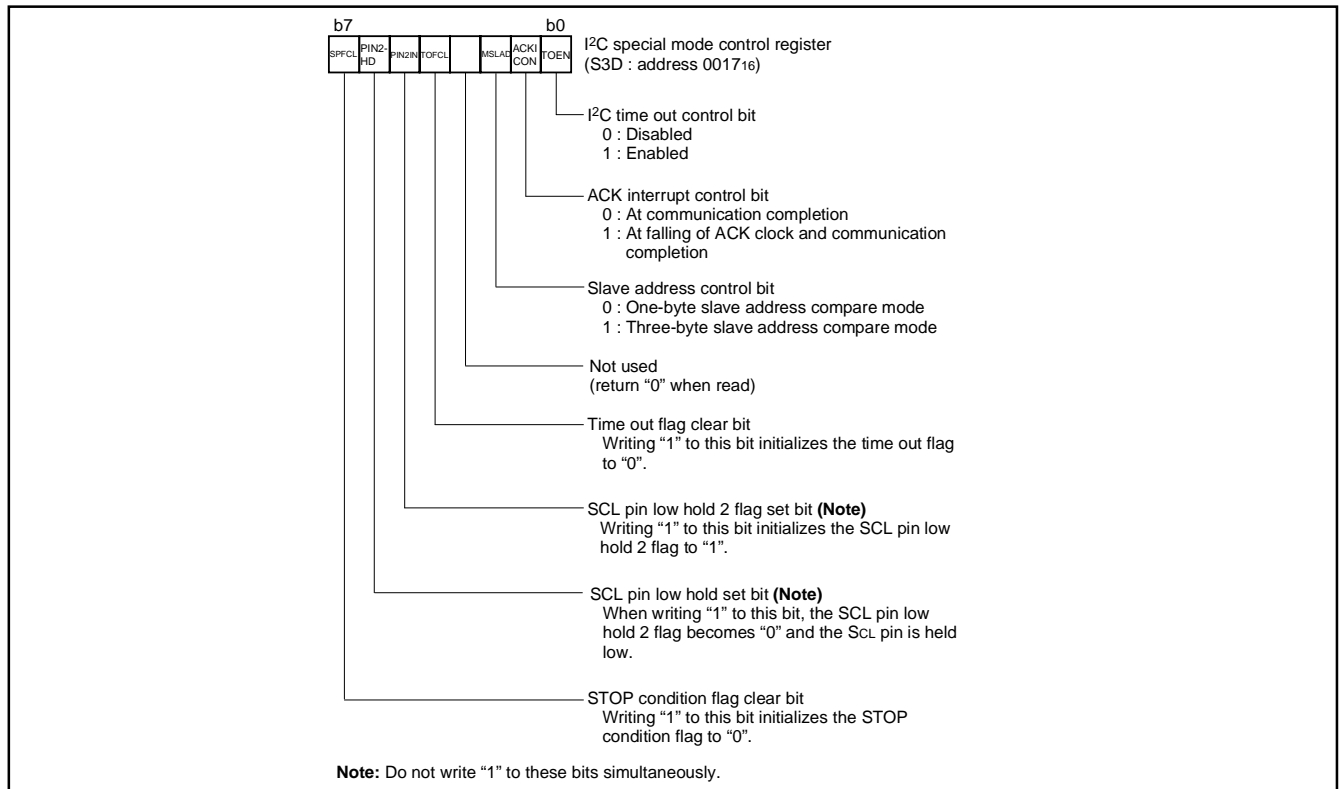 b7 b0
SPFCL PIN2-HD PIN2IN TOFCL MSLAD ACKI CON TOEN
I2C special mode control register
(S3D : address 001716)
I2C time out control bit
0 : Disabled
1 : Enabled
ACK interrupt control bit
0 : At communication completion
1 : At falling of ACK clock and communication
completion
Slave address control bit
0 : One-byte slave address compare mode
1 : Three-byte slave address compare mode
Not used
(return “0” when read)
Time out flag clear bit
Writing “1” to this bit initializes the time out flag
to “0”.
SCL pin low hold 2 flag set bit (Note)
Writing “1” to this bit initializes the SCL pin low
hold 2 flag to “1”.
SCL pin low hold set bit (Note)
When writing “1” to this bit, the SCL pin low
hold 2 flag becomes “0” and the SCL pin is held
low.
STOP condition flag clear bit
Writing “1” to this bit initializes the STOP
condition flag to “0”.
Note: Do not write “1” to these bits simultaneously.